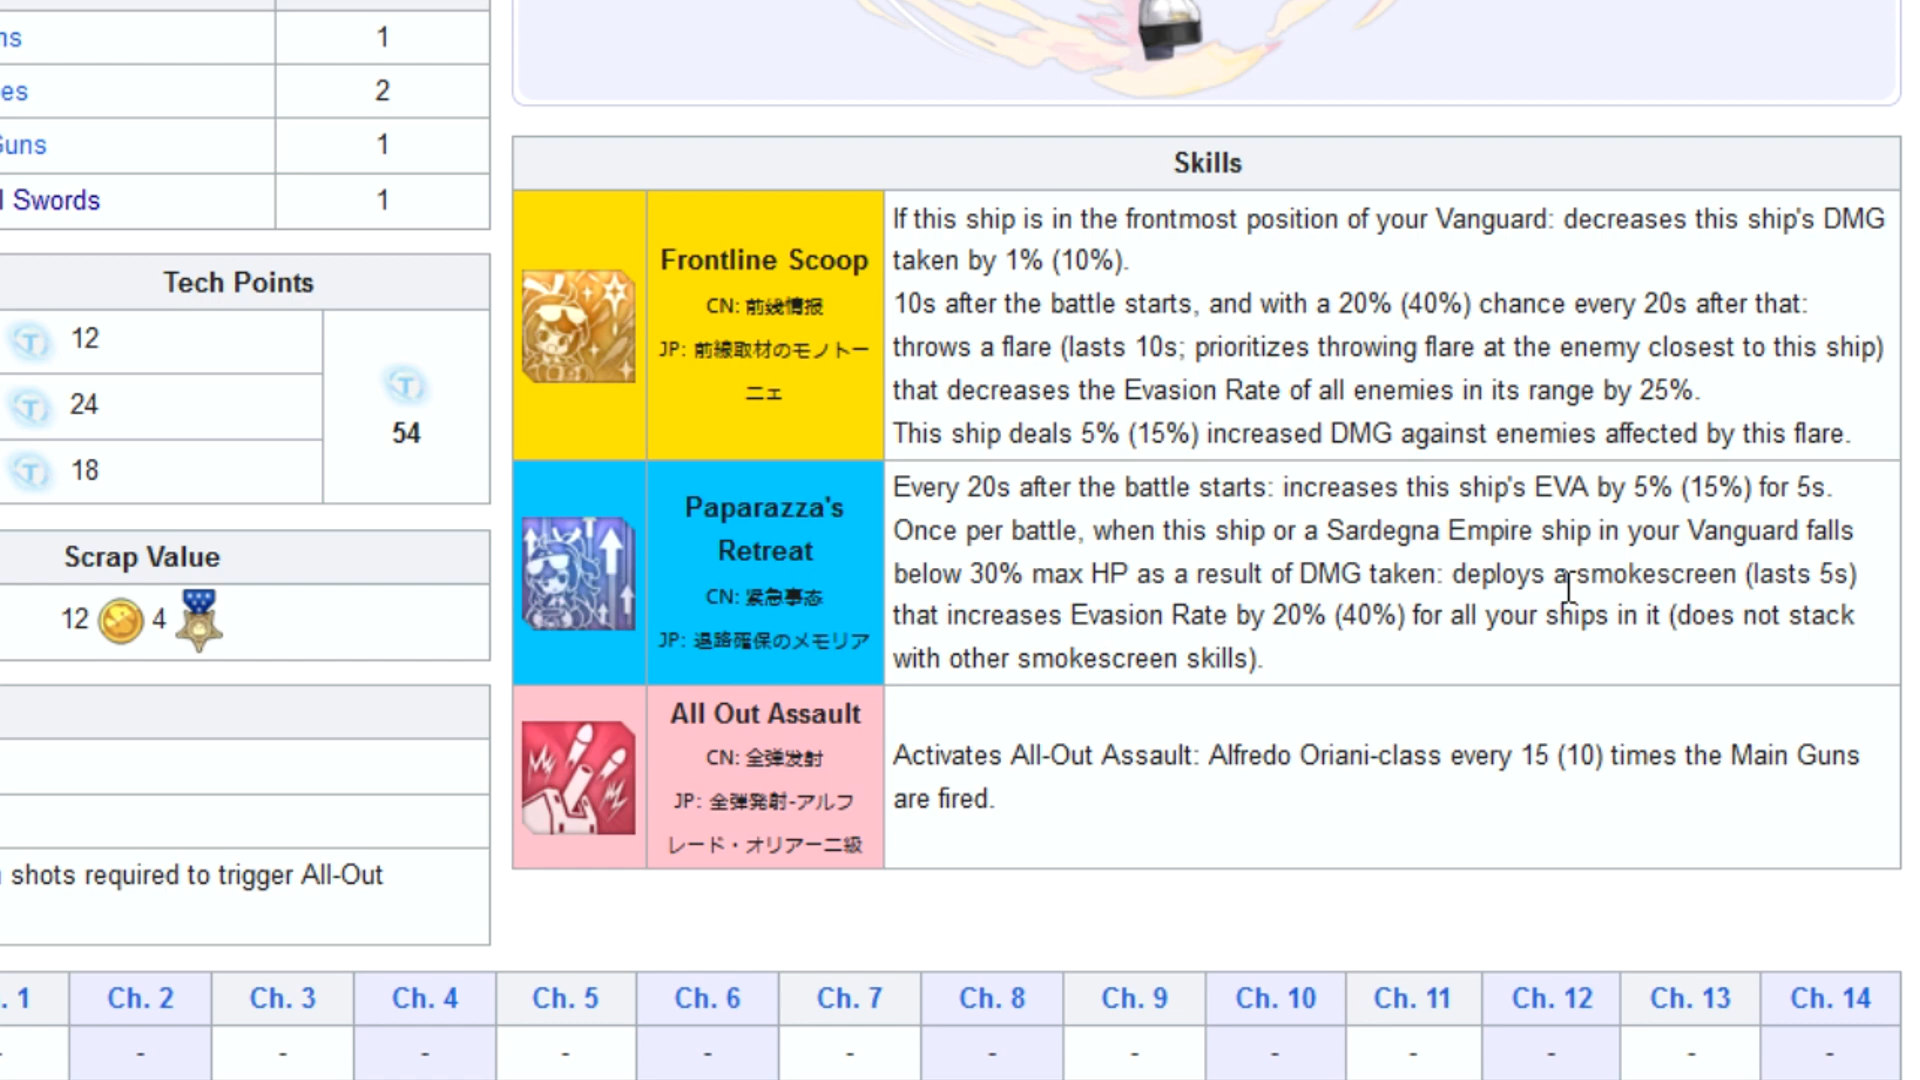 ns 1
es 2
Guns 1
l Swords 1
Tech Points
12
24
18
54
Scrap Value
12 4
shots required to trigger All-Out
Skills
Frontline Scoop
CN: 前线情报
JP: 前線取材のモノトー
ニェ
If this ship is in the frontmost position of your Vanguard: decreases this ship's DMG
taken by 1% (10%).
10s after the battle starts, and with a 20% (40%) chance every 20s after that:
throws a flare (lasts 10s; prioritizes throwing flare at the enemy closest to this ship)
that decreases the Evasion Rate of all enemies in its range by 25%.
This ship deals 5% (15%) increased DMG against enemies affected by this flare.
Paparazza's
Retreat
CN: 紧急事态
JP: 退路確保のメモリア
Every 20s after the battle starts: increases this ship's EVA by 5% (15%) for 5s.
Once per battle, when this ship or a Sardegna Empire ship in your Vanguard falls
below 30% max HP as a result of DMG taken: deploys a smokescreen (lasts 5s)
that increases Evasion Rate by 20% (40%) for all your ships in it (does not stack
with other smokescreen skills).
All Out Assault
CN: 全弹发射
JP: 全弾発射-アルフ
レード・オリアーニ級
Activates All-Out Assault: Alfredo Oriani-class every 15 (10) times the Main Guns
are fired.
. 1 Ch. 2 Ch. 3 Ch. 4 Ch. 5 Ch. 6 Ch. 7 Ch. 8 Ch. 9 Ch. 10 Ch. 11 Ch. 12 Ch. 13 Ch. 14
- - - - - - - - - - - - - -